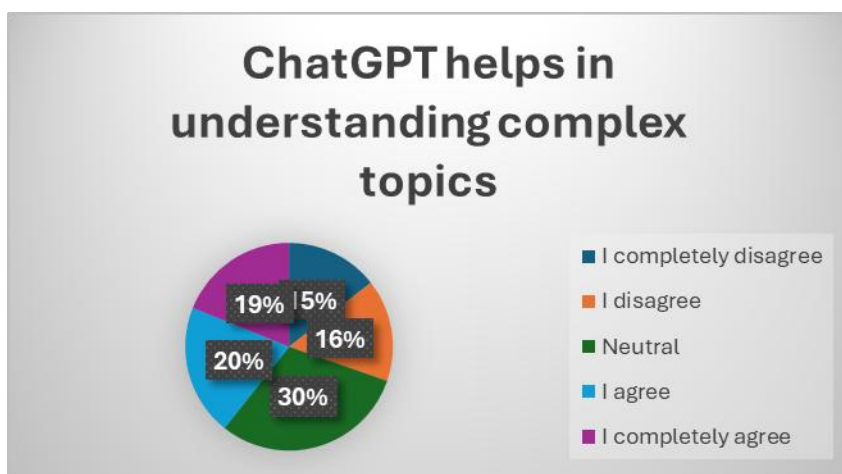 ChatGPT helps in
understanding complex
topics
19%
15%
16%
20%
30%
I completely disagree
I disagree
Neutral
I agree
I completely agree